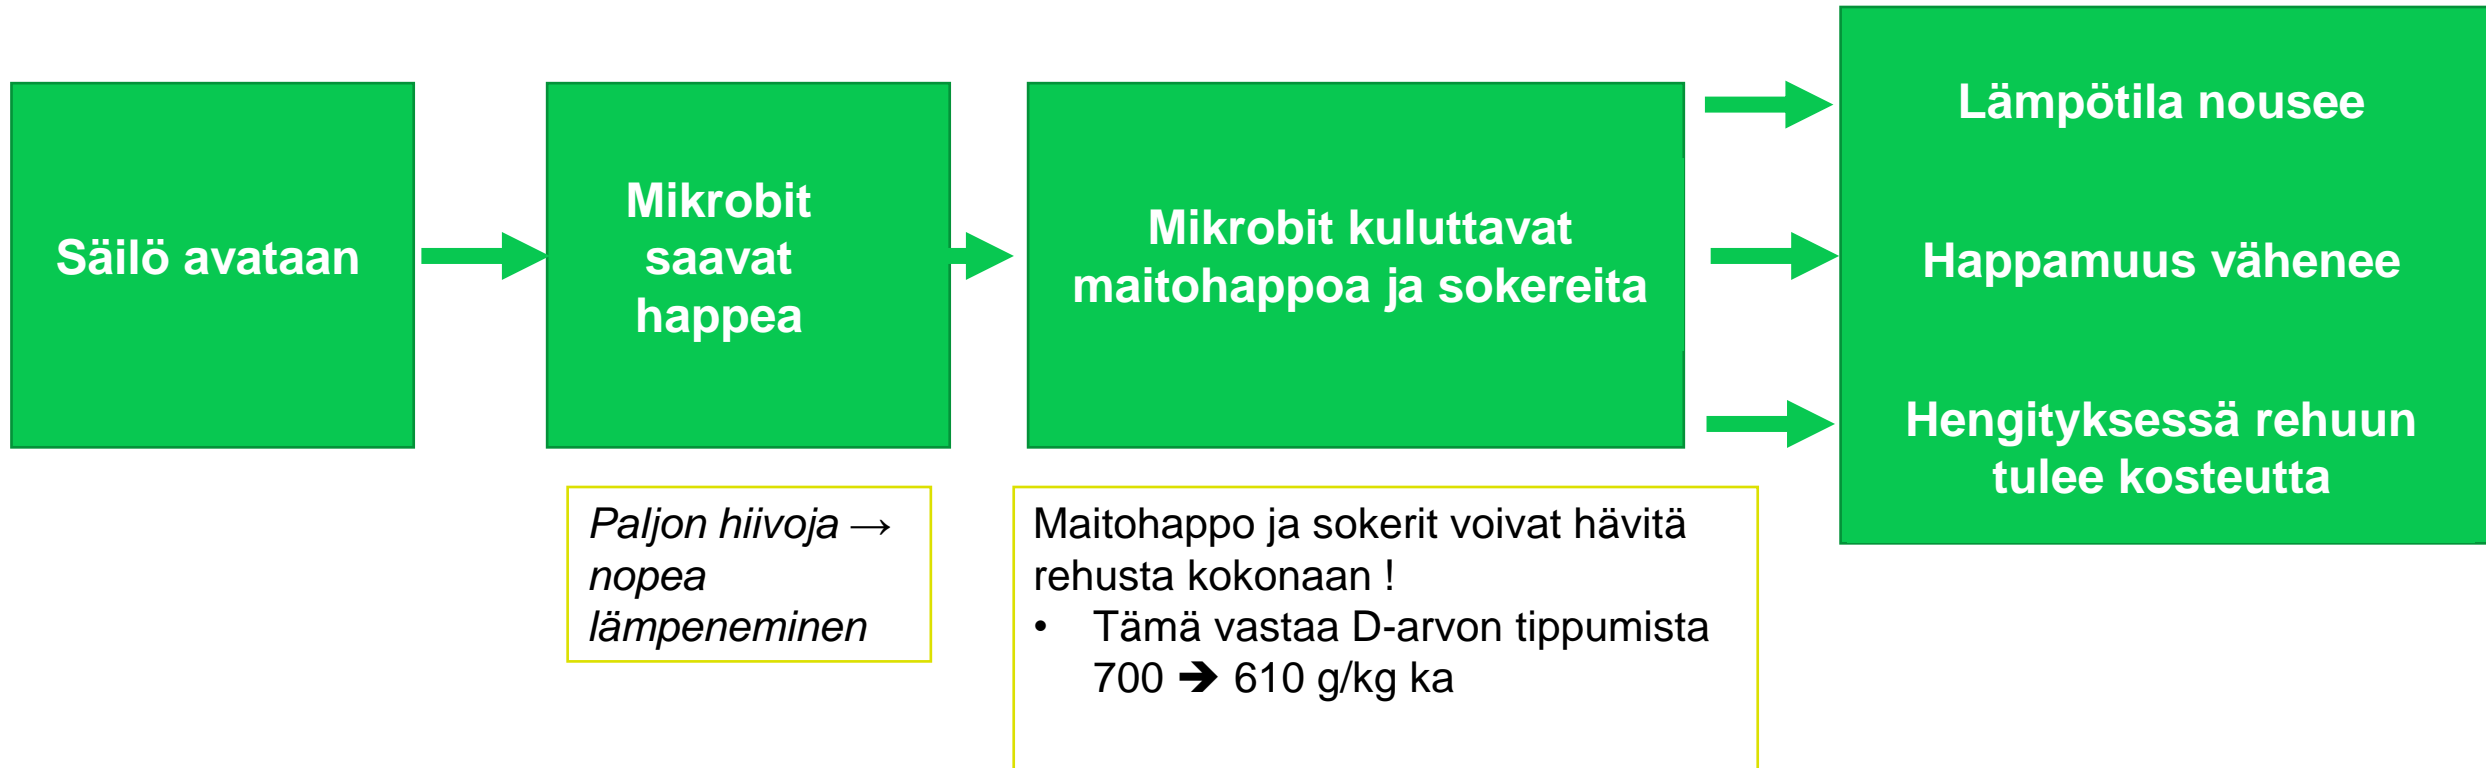 Säilö avataan
Mikrobit
saavat
happea
Mikrobit kuluttavat
maitohappoa ja sokereita
Lämpötila nousee
Happamuus vähenee
Hengityksessä rehuun
tulee kosteutta
Paljon hiivoja →
nopea
lämpeneminen
Maitohappo ja sokerit voivat hävitä
rehusta kokonaan !
• Tämä vastaa D-arvon tippumista
700 ➔ 610 g/kg ka